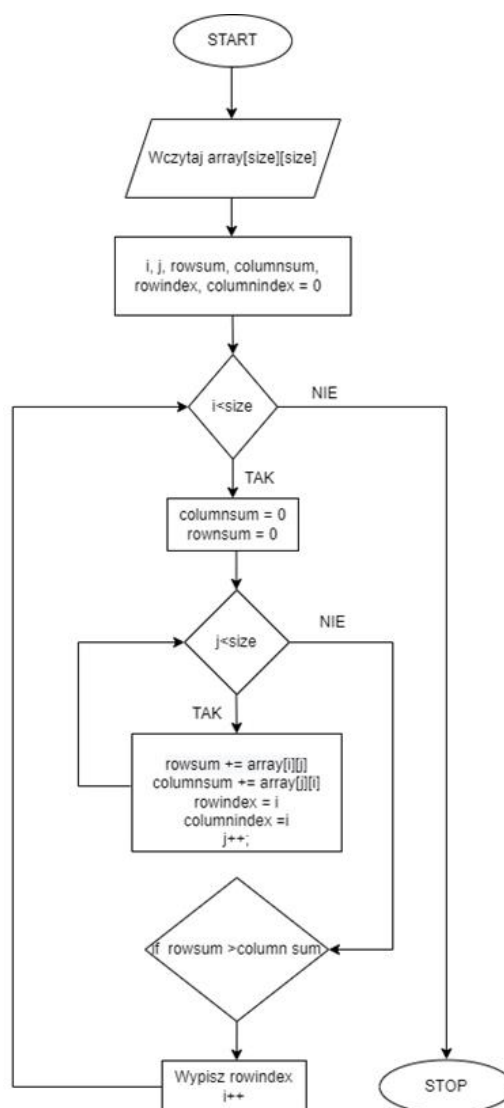 START
Wczytaj array[size][size]
i, j, rowsum, columnsum,
rowindex, columnindex = 0
i<size
NIE
TAK
columnsum = 0
rownsum = 0
j<size
NIE
TAK
rowsum += array[i][j]
columnsum += array[j][i]
rowindex = i
columnindex =i
j++;
if rowsum >column sum
Wypisz rowindex
i++
STOP